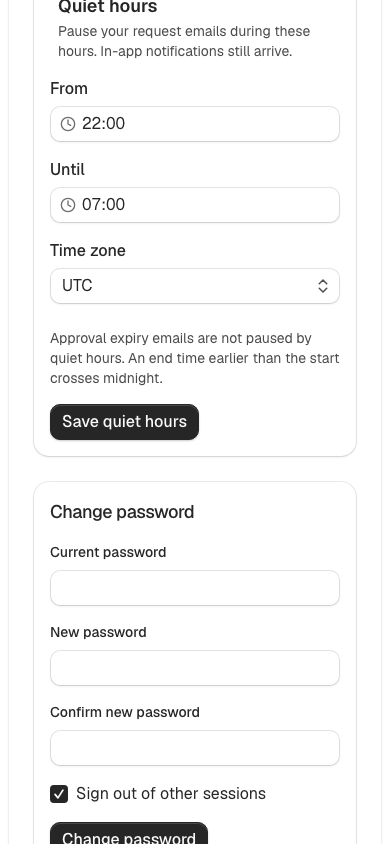 Quiet hours
Pause your request emails during these
hours. In-app notifications still arrive.
From
22:00
Until
07:00
Time zone
UTC
Approval expiry emails are not paused by
quiet hours. An end time earlier than the start
crosses midnight.
Save quiet hours
Change password
Current password
New password
Confirm new password
Sign out of other sessions
Change password